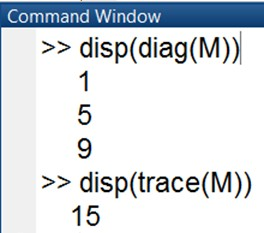 Command Window
>> disp(diag(M))
1
5
9
>> disp(trace(M))
15